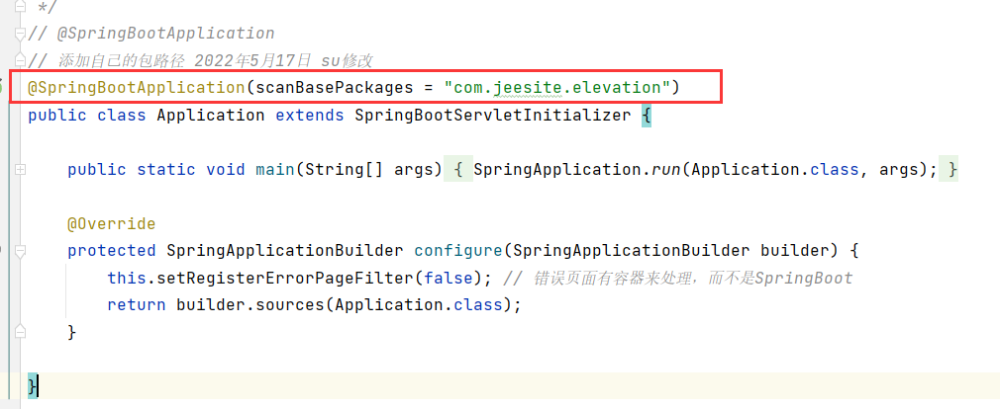 */
// @SpringBootApplication
// 添加自己的包路径 2022年5月17日 su修改
@SpringBootApplication(scanBasePackages = "com.jeesite.elevation")
public class Application extends SpringBootServletInitializer {
public static void main(String[] args) { SpringApplication.run(Application.class, args); }
@Override
protected SpringApplicationBuilder configure(SpringApplicationBuilder builder) {
this.setRegisterErrorPageFilter(false); // 错误页面有容器来处理，而不是SpringBoot
return builder.sources(Application.class);
}
}